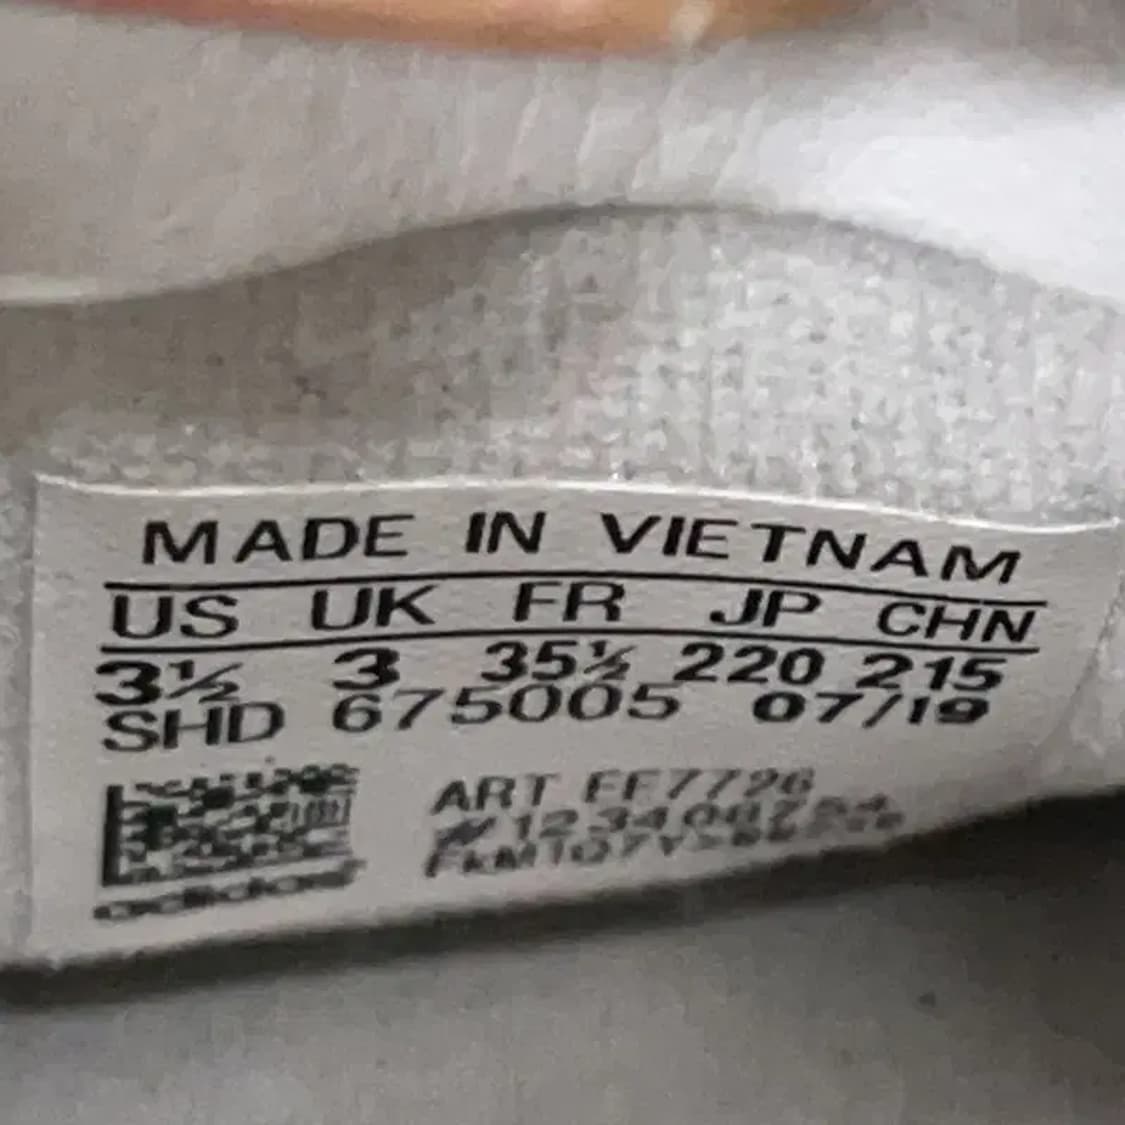 MADE IN VIETNAM
US UK FR JP CHN
3½ 3 35½ 220 215
SHD 675005 07/19
ART
adidas